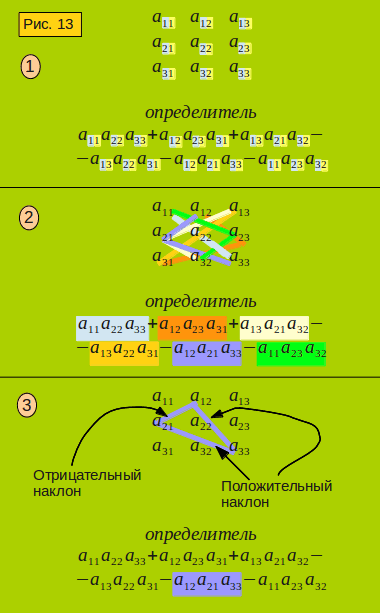 Рис. 13
a11 a12 a13
a21 a22 a23
1
a31 a32 a33
определитель
a11a22a33+a12a23a31+a13a21a32−
−a13a22a31−a12a21a33−a11a23a32
a11 a12 a13
2
a21 a22 a23
a31 a32 a33
определитель
a11a22a33+a12a23a31+a13a21a32−
−a13a22a31−a12a21a33−a11a23a32
3
a11 a12 a13
a21 a22 a23
a31 a32 a33
Отрицательный
наклон
Положительный
наклон
определитель
a11a22a33+a12a23a31+a13a21a32−
−a13a22a31−a12a21a33−a11a23a32